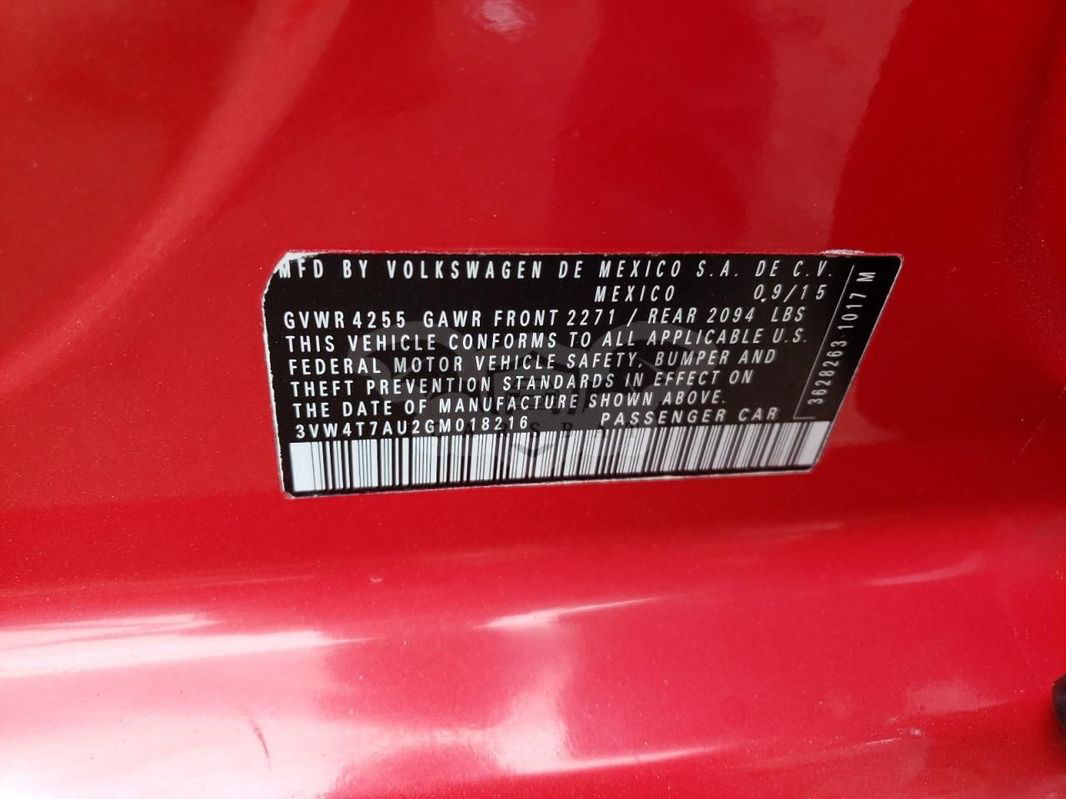 MFD BY VOLKSWAGEN DE MEXICO S.A. DE C.V.
MEXICO 09/15
GVWR 4255 GAWR FRONT 2271 / REAR 2094 LBS
THIS VEHICLE CONFORMS TO ALL APPLICABLE U.S.
FEDERAL MOTOR VEHICLE SAFETY, BUMPER AND
THEFT PREVENTION STANDARDS IN EFFECT ON
THE DATE OF MANUFACTURE SHOWN ABOVE.
3VW4T7AU2GM018216 PASSENGER CAR
3628263 1017 M